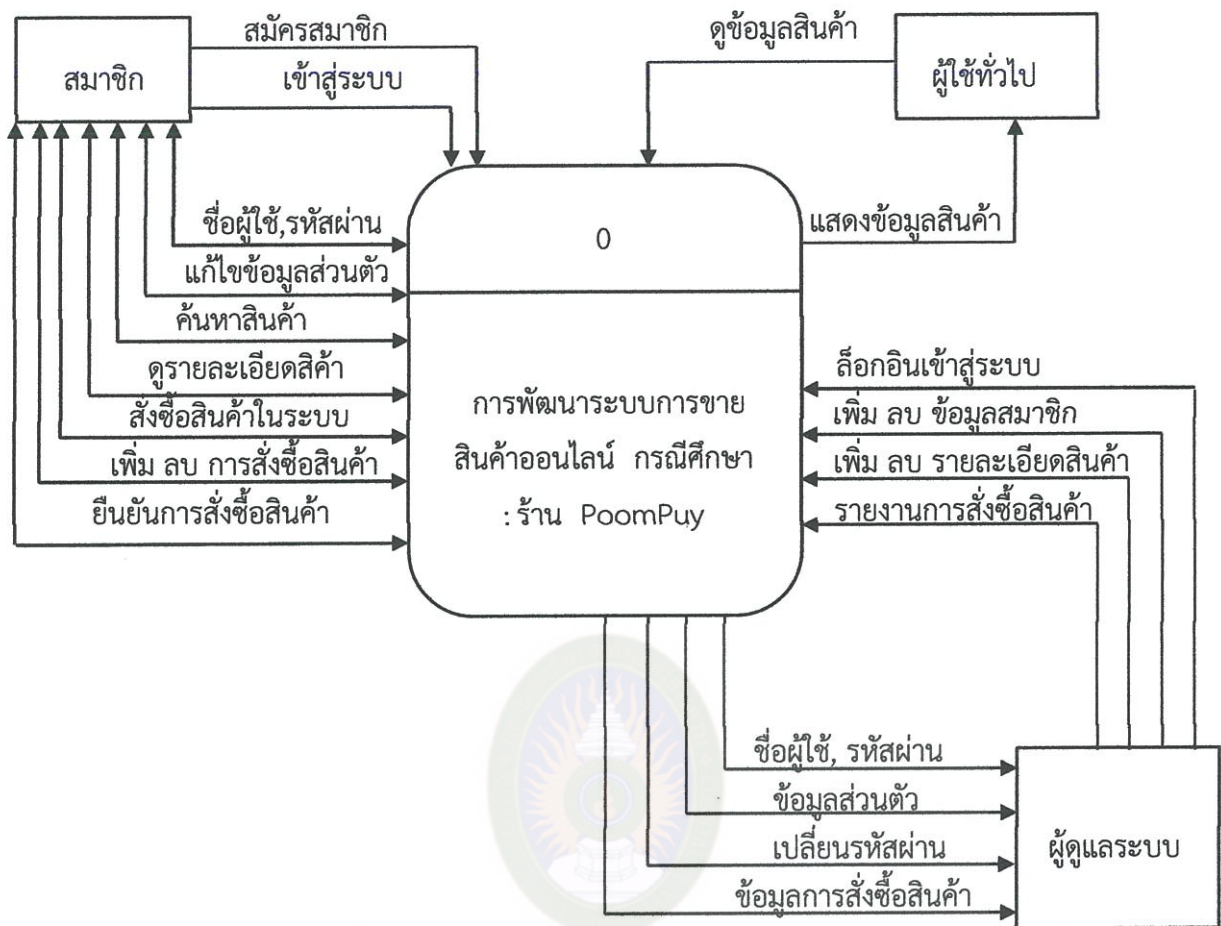 สมาชิก
สมัครสมาชิก
เข้าสู่ระบบ
ดูข้อมูลสินค้า
ผู้ใช้ทั่วไป
แสดงข้อมูลสินค้า
ชื่อผู้ใช้,รหัสผ่าน
แก้ไขข้อมูลส่วนตัว
ค้นหาสินค้า
ดูรายละเอียดสิค้า
สั่งซื้อสินค้าในระบบ
เพิ่ม ลบ การสั่งซื้อสินค้า
ยืนยันการสั่งซื้อสินค้า
0
การพัฒนาระบบการขาย
สินค้าออนไลน์ กรณีศึกษา
: ร้าน PoomPuy
ล็อกอินเข้าสู่ระบบ
เพิ่ม ลบ ข้อมูลสมาชิก
เพิ่ม ลบ รายละเอียดสินค้า
รายงานการสั่งซื้อสินค้า
ชื่อผู้ใช้, รหัสผ่าน
ข้อมูลส่วนตัว
เปลี่ยนรหัสผ่าน
ข้อมูลการสั่งซื้อสินค้า
ผู้ดูแลระบบ